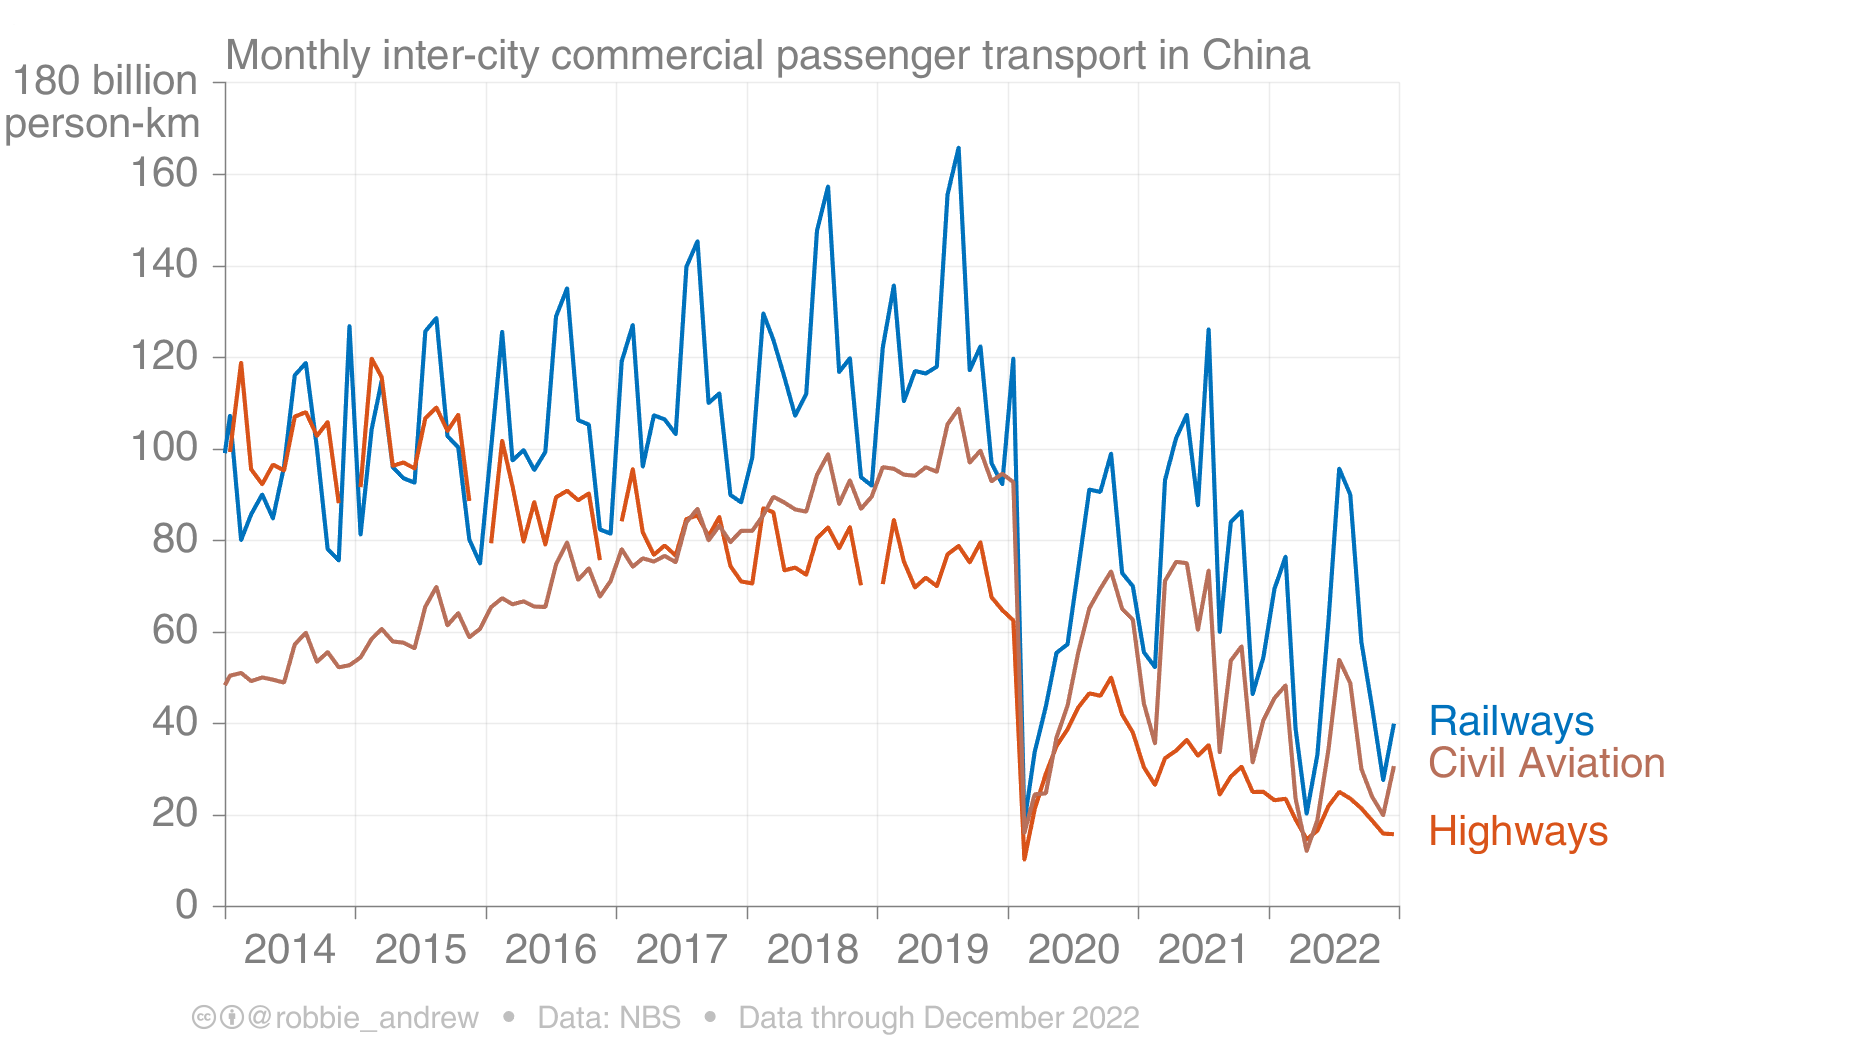 Monthly inter-city commercial passenger transport in China
180 billion
person-km
160
140
120
100
80
60
40
20
0
Railways
Civil Aviation
Highways
2014 2015 2016 2017 2018 2019 2020 2021 2022
cc @robbie_andrew • Data: NBS • Data through December 2022